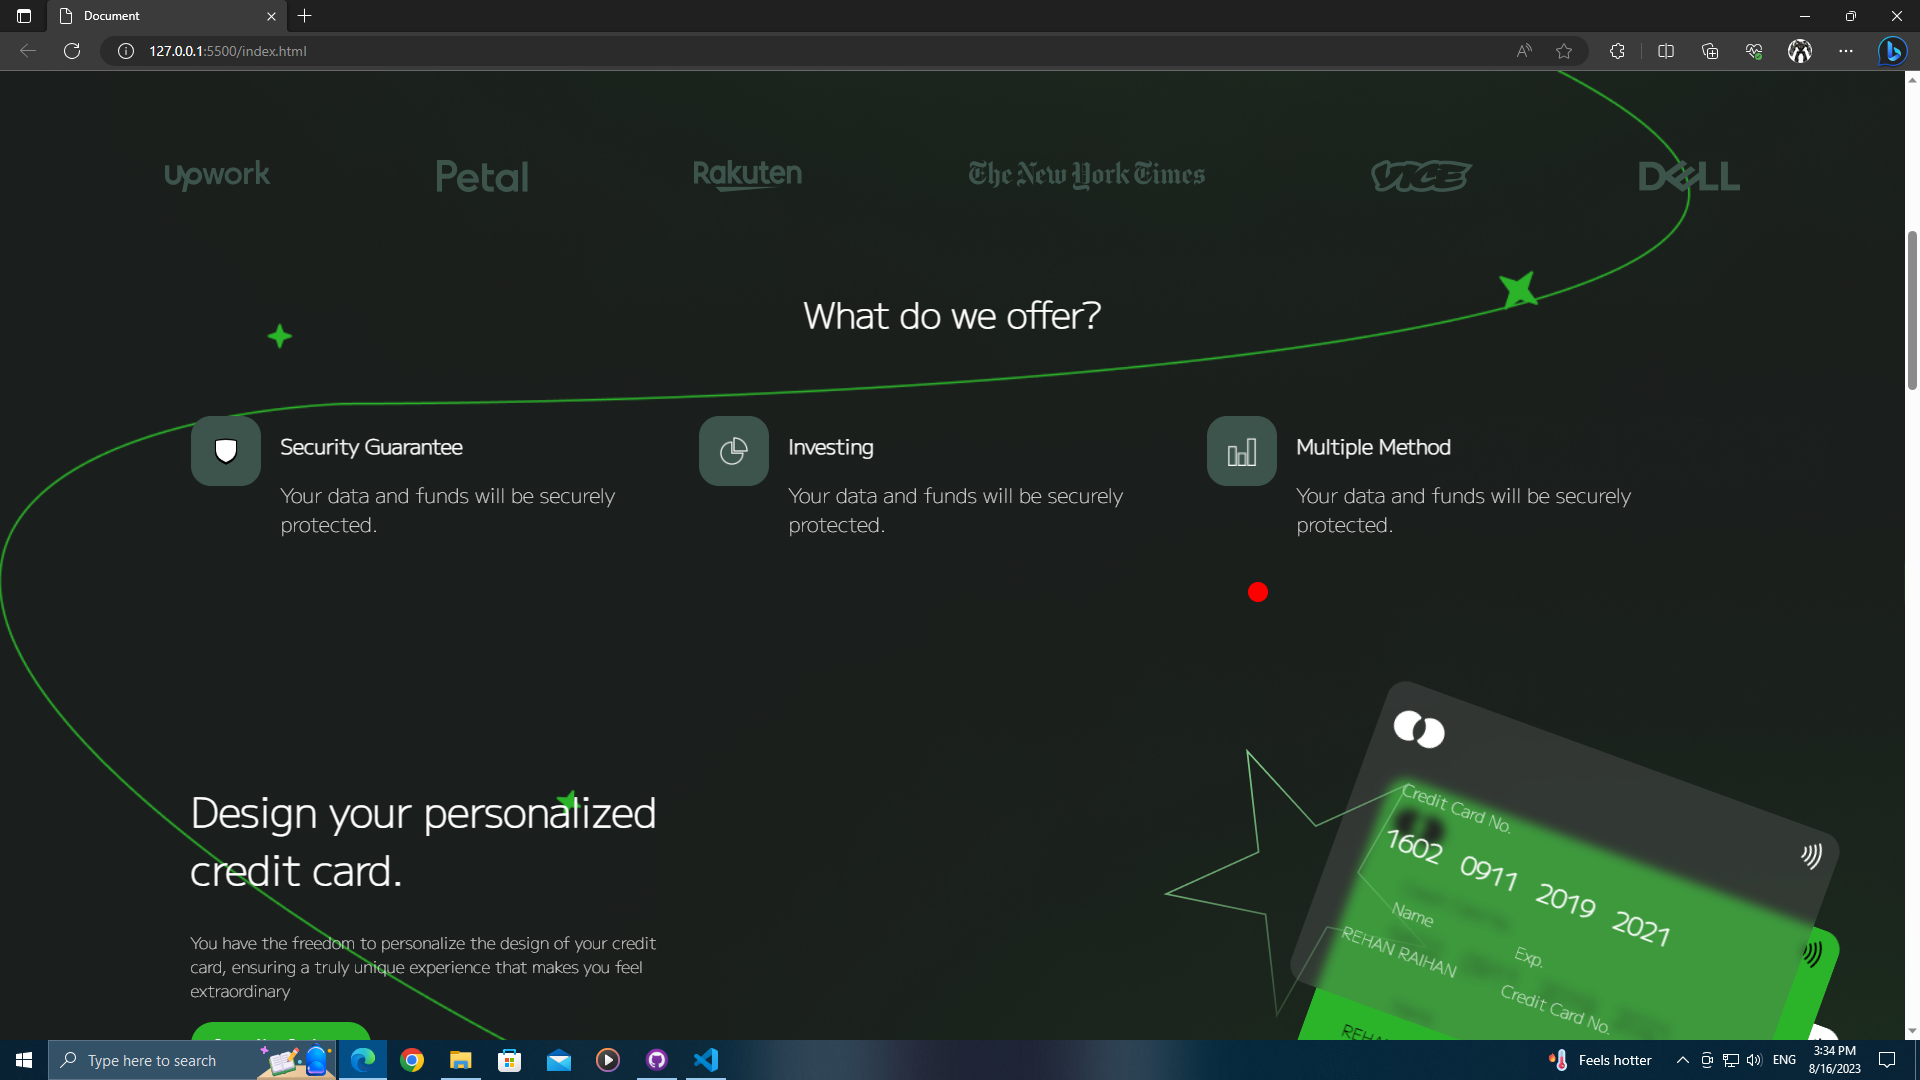 Document
127.0.0.1:5500/index.html
upwork Petal Rakuten The New York Times VICE DELL
What do we offer?
Security Guarantee
Your data and funds will be securely
protected.
Investing
Your data and funds will be securely
protected.
Multiple Method
Your data and funds will be securely
protected.
Design your personalized
credit card.
You have the freedom to personalize the design of your credit
card, ensuring a truly unique experience that makes you feel
extraordinary
Credit Card No.
1602 0911 2019 2021
Name
REHAN RAIHAN
Exp.
Credit Card No.
Type here to search
Feels hotter
ENG
3:34 PM
8/16/2023